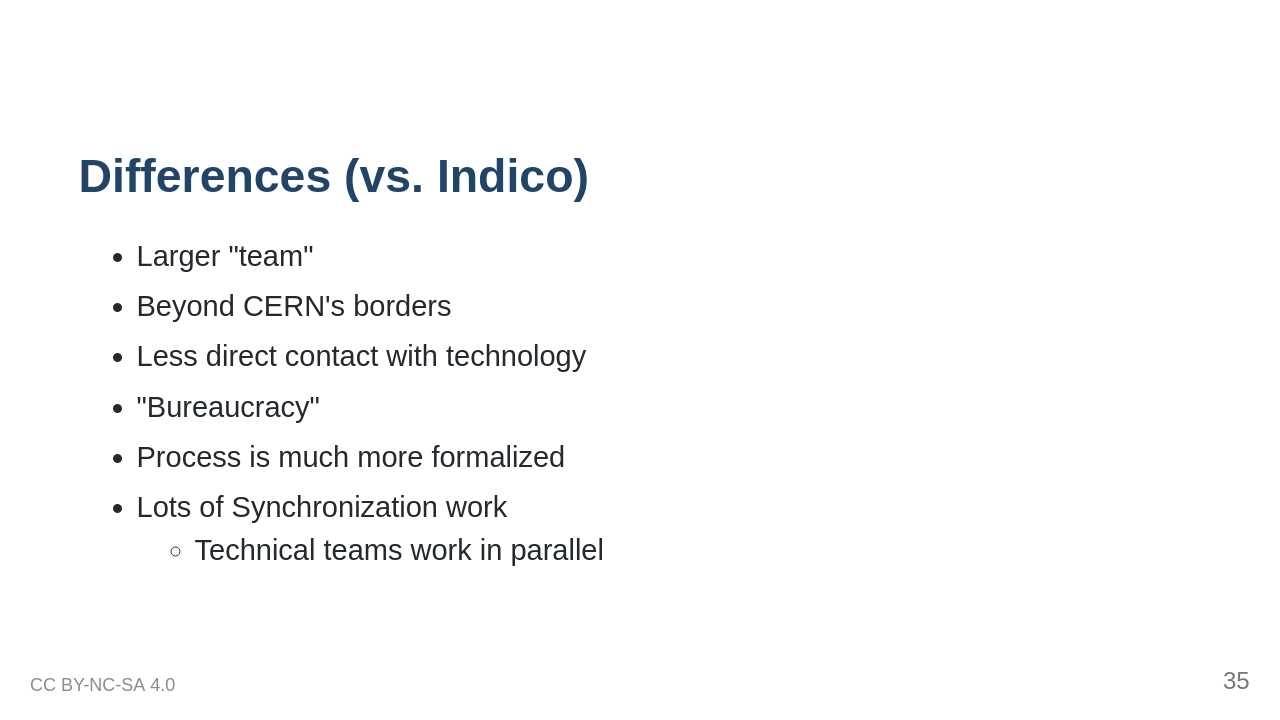 Differences (vs. Indico)
• Larger "team"
• Beyond CERN's borders
• Less direct contact with technology
• "Bureaucracy"
• Process is much more formalized
• Lots of Synchronization work
◦ Technical teams work in parallel
CC BY-NC-SA 4.0
35